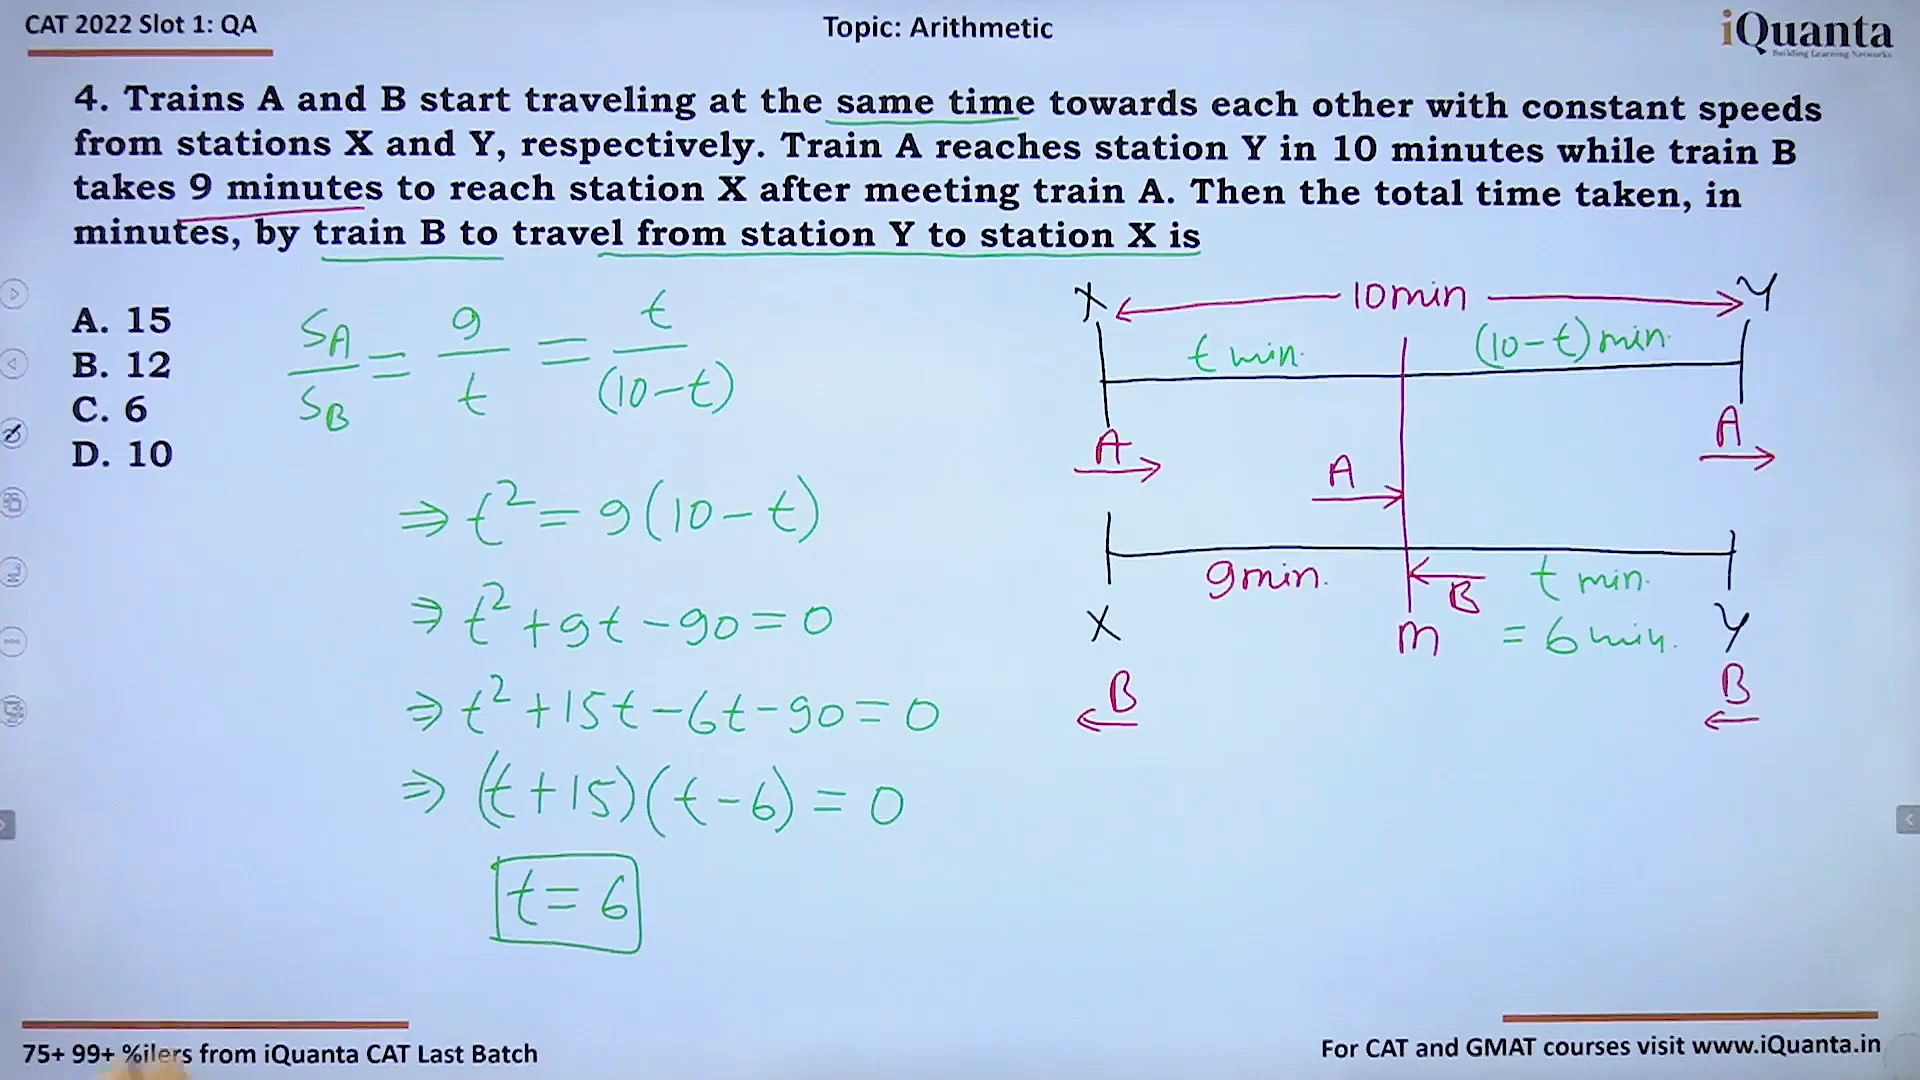 CAT 2022 Slot 1: QA
Topic: Arithmetic
iQuanta
Building Learning Networks
4. Trains A and B start traveling at the same time towards each other with constant speeds
from stations X and Y, respectively. Train A reaches station Y in 10 minutes while train B
takes 9 minutes to reach station X after meeting train A. Then the total time taken, in
minutes, by train B to travel from station Y to station X is
A. 15
B. 12
C. 6
D. 10
SA/SB = 9/t = t/(10-t)
⇒ t² = 9(10-t)
⇒ t² + 9t - 90 = 0
⇒ t² + 15t - 6t - 90 = 0
⇒ (t+15)(t-6) = 0
t = 6
X 10min Y
t min. (10-t) min.
A A
A
9min. B t min.
X M = 6 min. Y
B B
75+ 99+ %ilers from iQuanta CAT Last Batch
For CAT and GMAT courses visit www.iQuanta.in